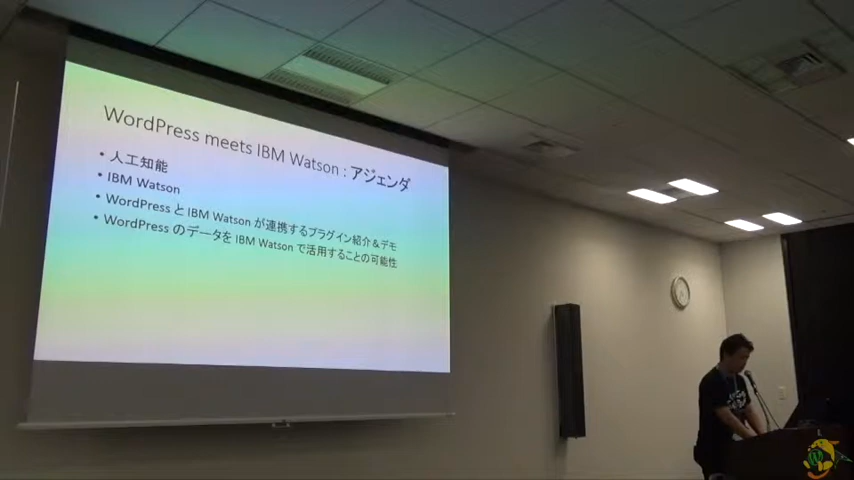 WordPress meets IBM Watson : アジェンダ
• 人工知能
• IBM Watson
• WordPress と IBM Watson が連携するプラグイン紹介 & デモ
• WordPress のデータを IBM Watson で活用することの可能性